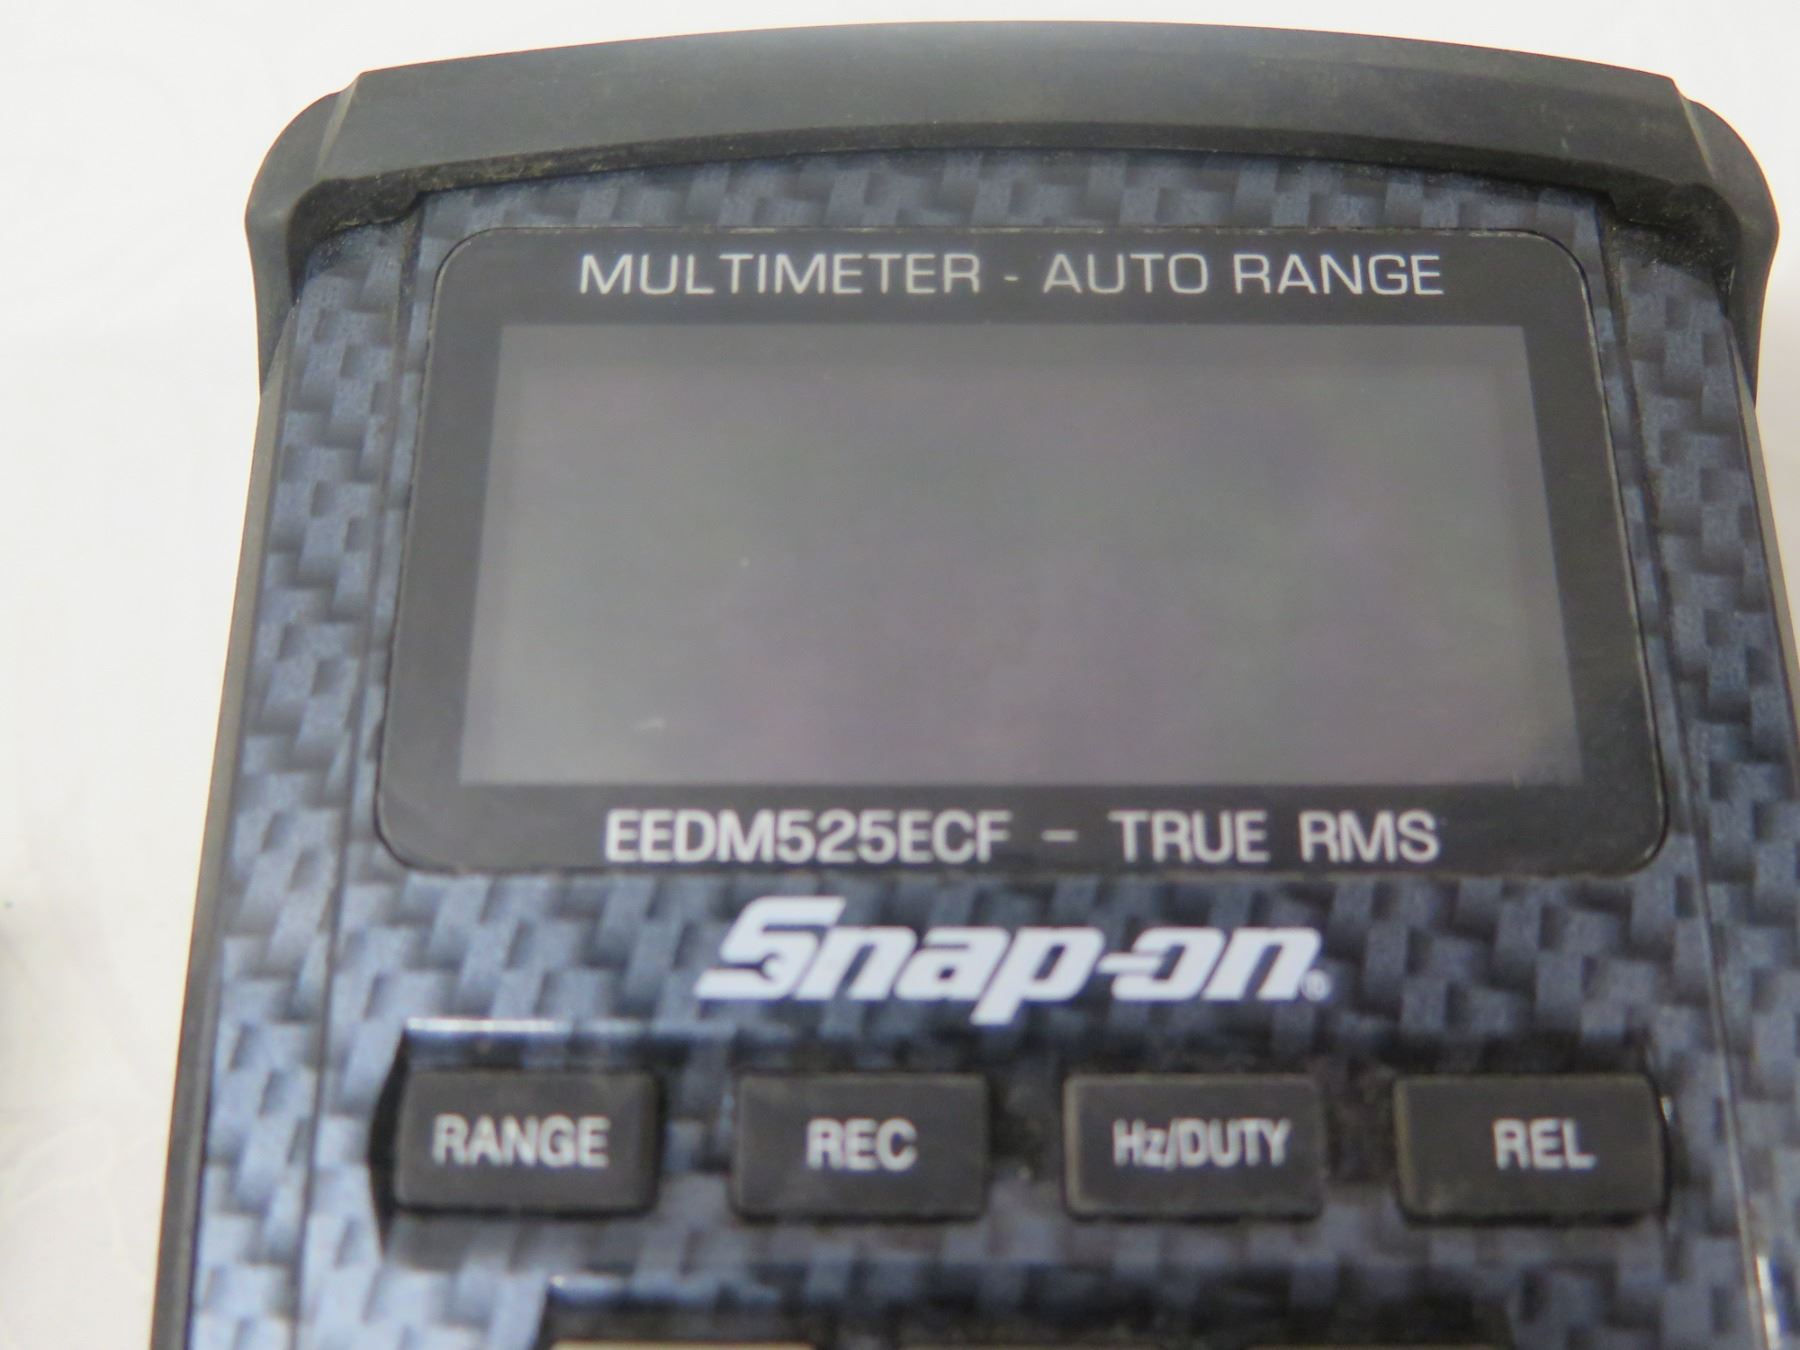 MULTIMETER - AUTO RANGE
EEDM525ECF - TRUE RMS
Snap-on®
RANGE REC Hz/DUTY REL